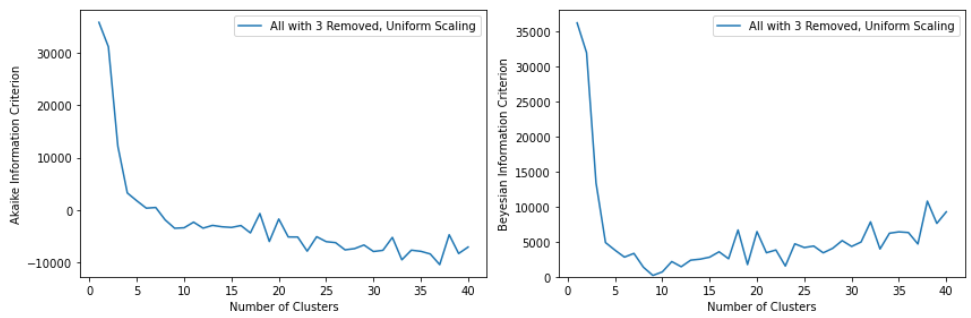 All with 3 Removed, Uniform Scaling
Akaike Information Criterion
30000
20000
10000
0
−10000
0 5 10 15 20 25 30 35 40
Number of Clusters
All with 3 Removed, Uniform Scaling
Beyesian Information Criterion
35000
30000
25000
20000
15000
10000
5000
0
0 5 10 15 20 25 30 35 40
Number of Clusters